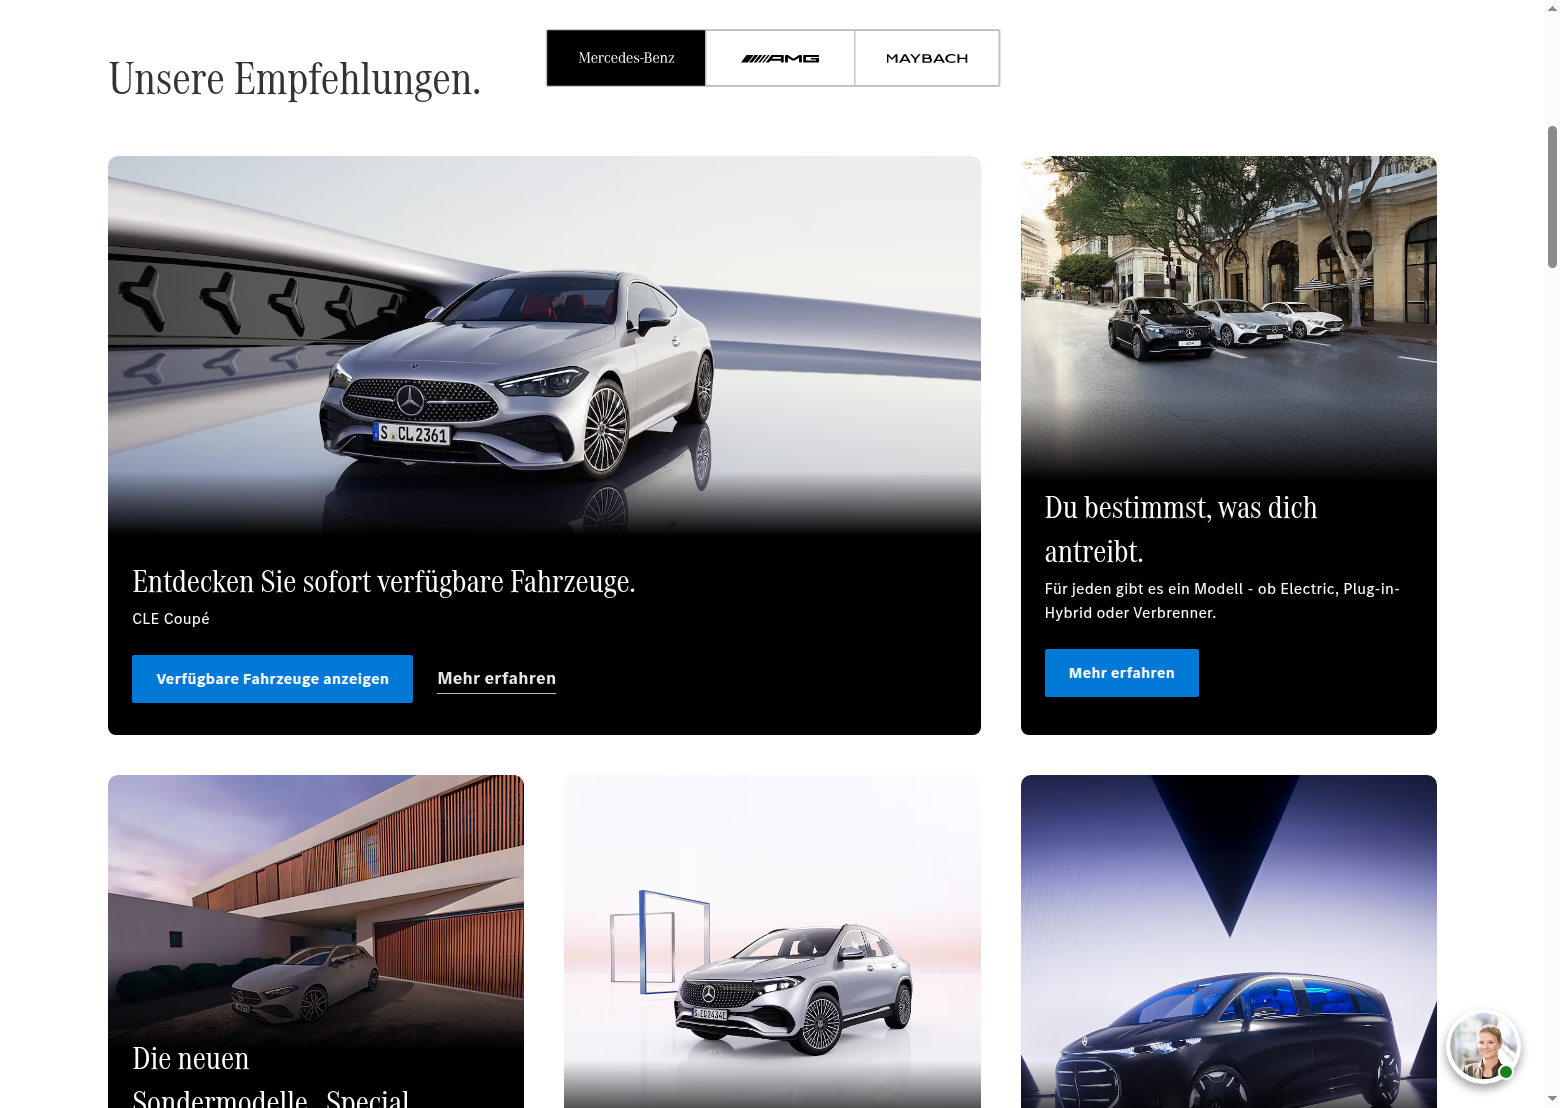 Unsere Empfehlungen.
Mercedes-Benz
AMG
MAYBACH
S CL 2361
Entdecken Sie sofort verfügbare Fahrzeuge.
CLE Coupé
Verfügbare Fahrzeuge anzeigen
Mehr erfahren
Du bestimmst, was dich
antreibt.
Für jeden gibt es ein Modell - ob Electric, Plug-in-
Hybrid oder Verbrenner.
Mehr erfahren
Die neuen
Sondermodelle. Special